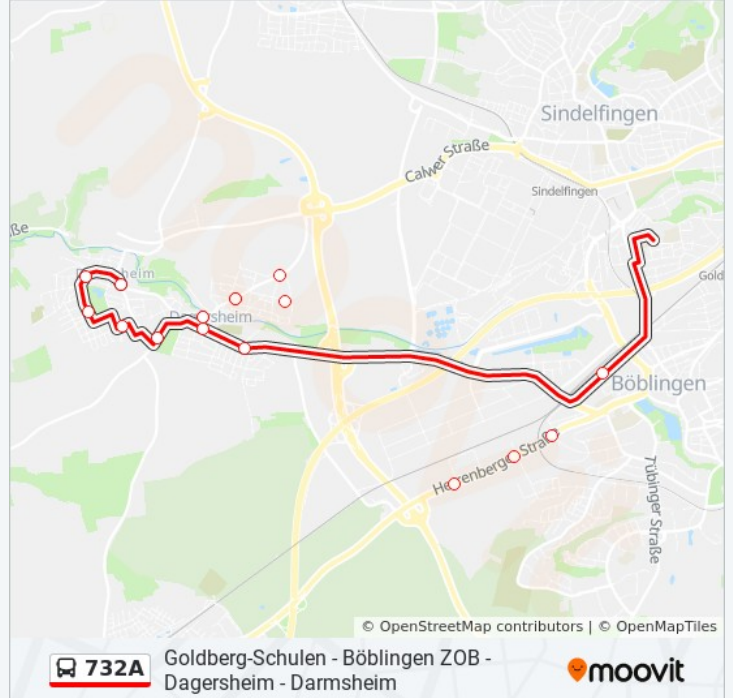 Sindelfingen
Calwer Straße
Sindelfingen
Gold
Dagersheim
Böblingen
Herrenberger Straße
Tübinger Straße
© OpenStreetMap contributors | © OpenMapTiles
732A
Goldberg-Schulen - Böblingen ZOB -
Dagersheim - Darmsheim
moovit